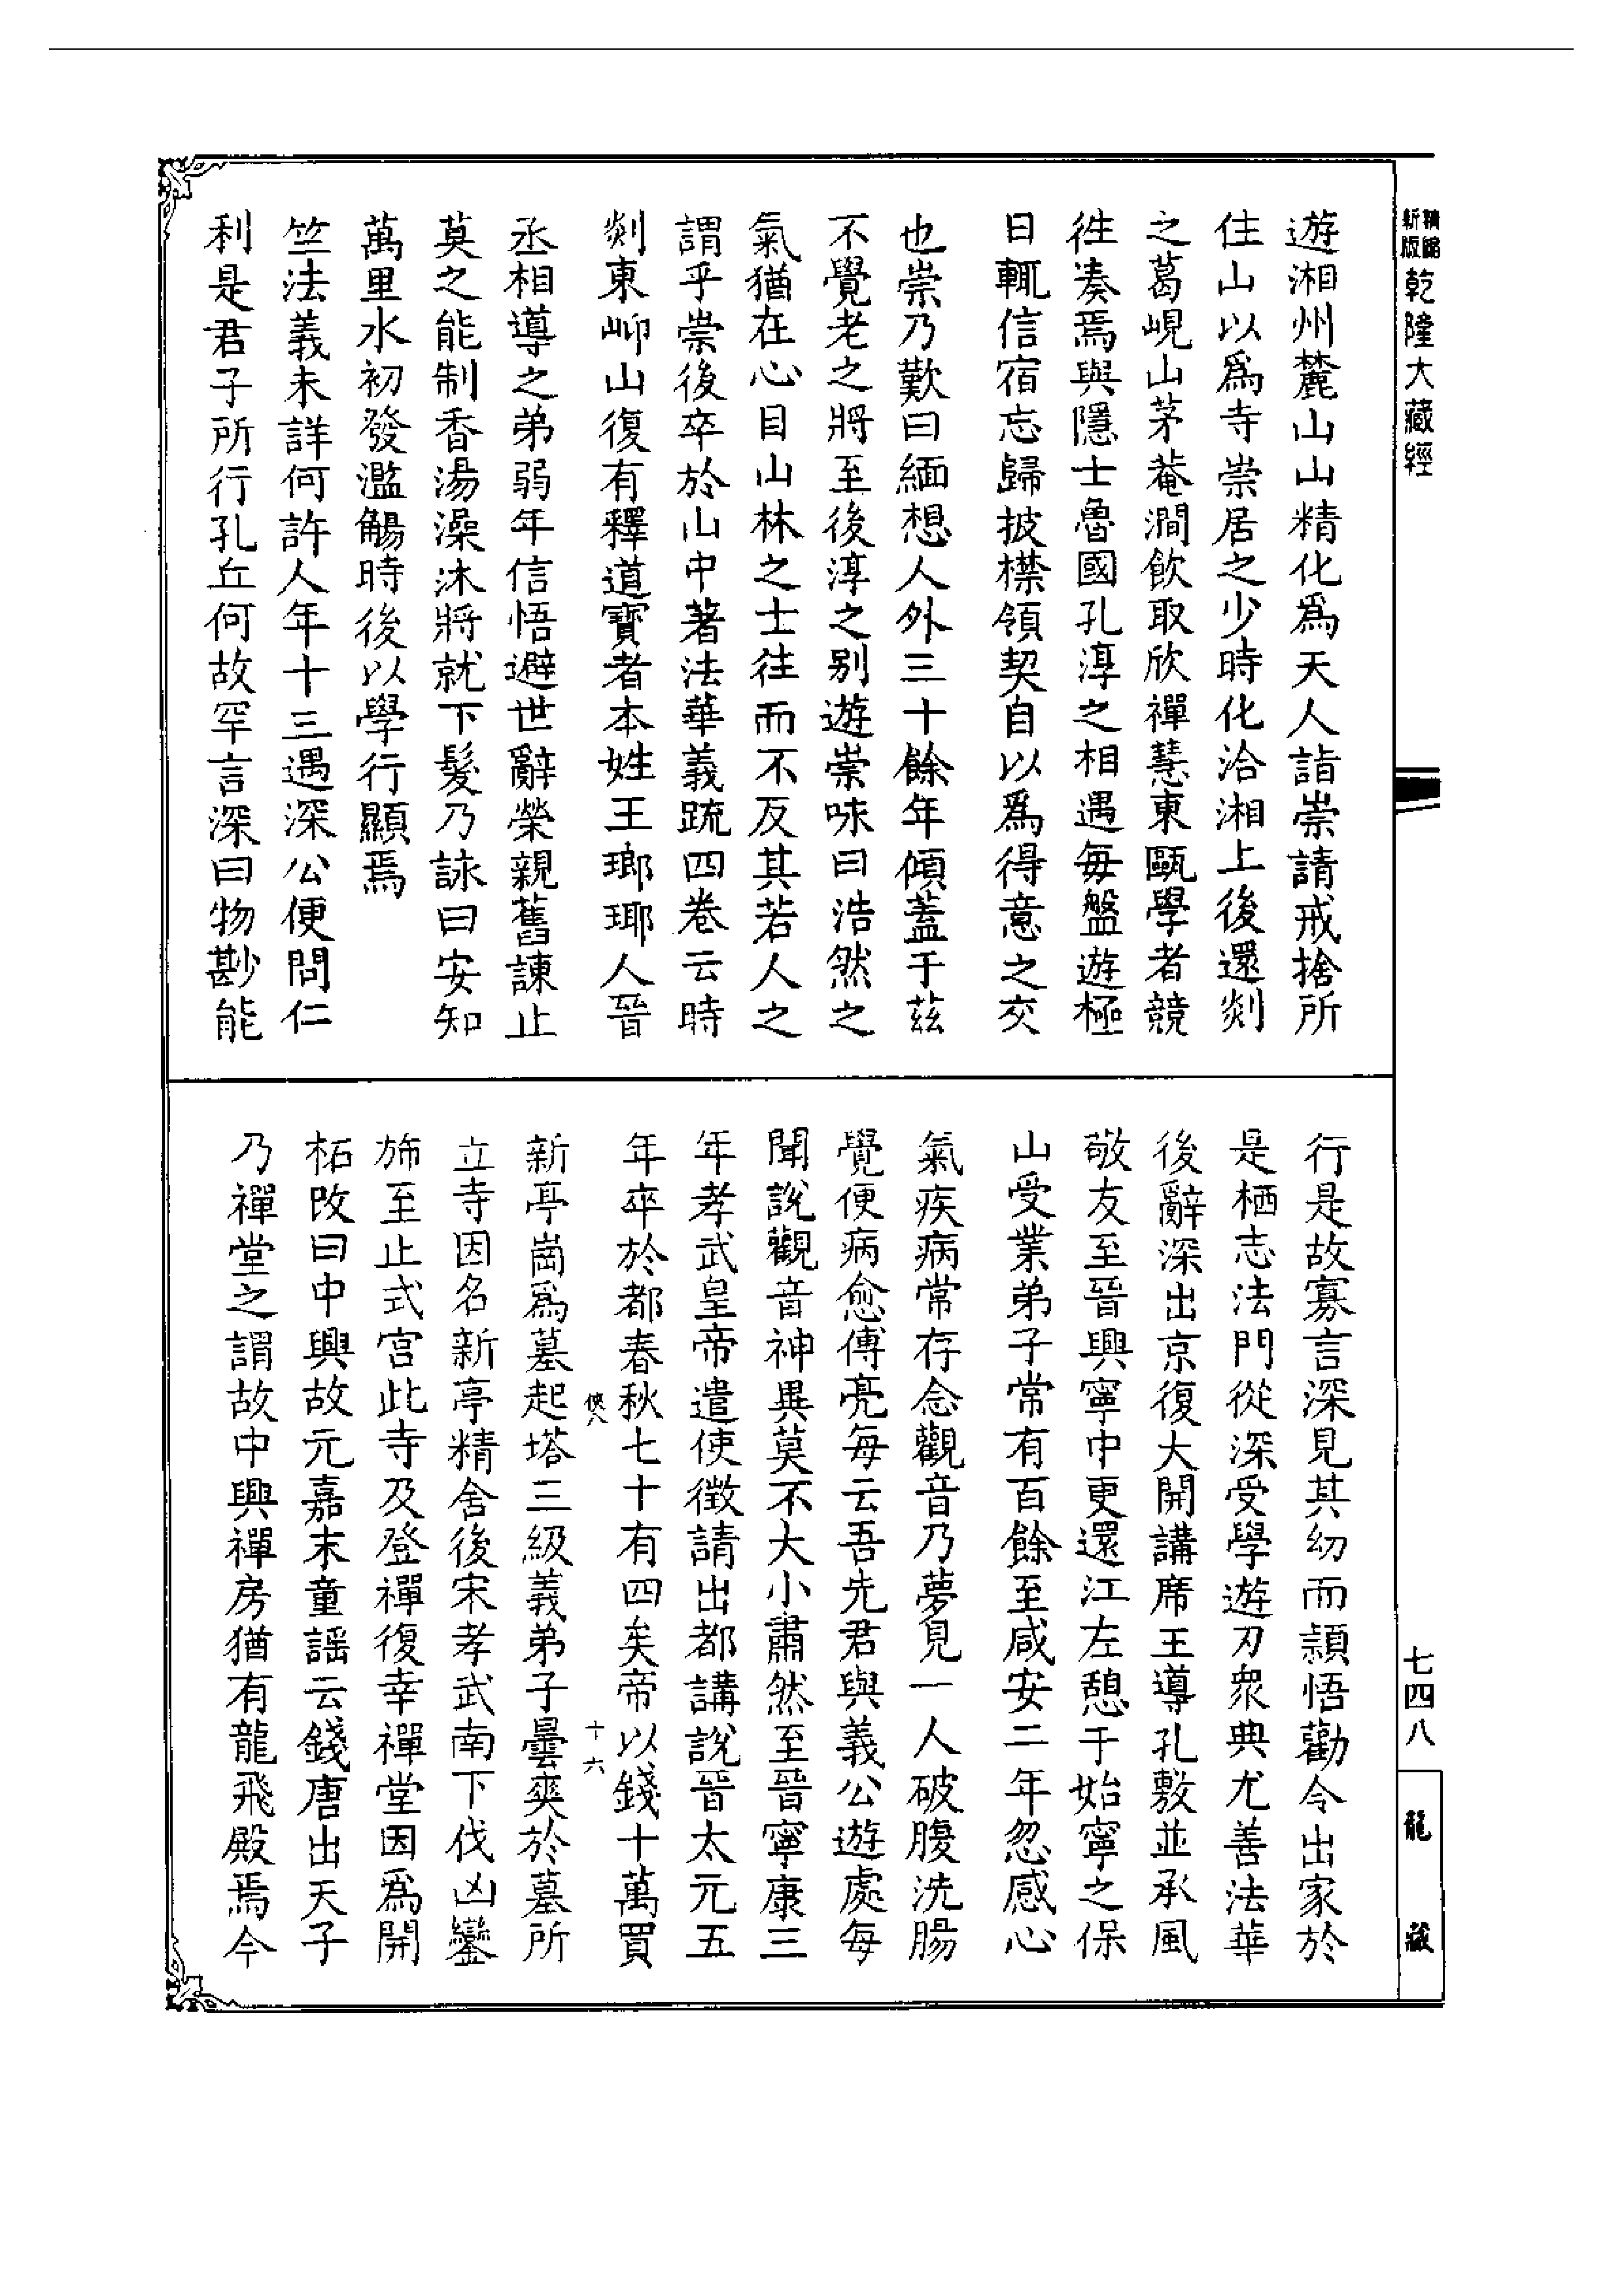 精縮
新版
乾隆大藏經
七四八
龍藏
遊湘州麓山山精化爲天人詣崇請戒捨所
住山以爲寺崇居之少時化洽湘上後還剡
之葛峴山茅菴澗飲取欣禪慧東甌學者競
徃凑焉與隱士魯國孔淳之相遇每盤遊極
日輒信宿忘歸披襟領契自以爲得意之交
也崇乃歎曰緬想人外三十餘年傾蓋于茲
不覺老之將至後淳之别遊崇咏曰浩然之
氣猶在心目山林之士往而不反其若人之
謂乎崇後卒於山中著法華義䟽四卷云時
剡東岇山復有釋道寶者本姓王瑯琊人晉
丞相導之弟弱年信悟避世辭榮親舊諫止
莫之能制香湯澡沐將就下髮乃詠曰安知
萬里水初發濫觴時後以學行顯焉
竺法義未詳何許人年十三遇深公便問仁
利是君子所行孔丘何故罕言深曰物尠能
行是故寡言深見其幼而頴悟勸令出家於
是栖志法門從深受學遊刃衆典尤善法華
後辭深出京復大開講席王導孔敷並承風
敬友至晉興寧中更還江左憩于始寧之保
山受業弟子常有百餘至咸安二年忽感心
氣疾病常存念觀音乃夢見一人破腹洗腸
覺便病愈傅亮每云吾先君與義公遊處每
聞說觀音神異莫不大小肅然至晉寧康三
年孝武皇帝遣使徴請出都講說晉太元五
年卒於都春秋七十有四矣帝以錢十萬買
俠八 十六
新亭崗爲墓起塔三級義弟子曇爽於墓所
立寺因名新亭精舍後宋孝武南下伐凶鑾
斾至止式宮此寺及登禪復幸禪堂因爲開
柘改曰中興故元嘉末童謡云錢唐出天子
乃禪堂之謂故中興禪房猶有龍飛殿焉今